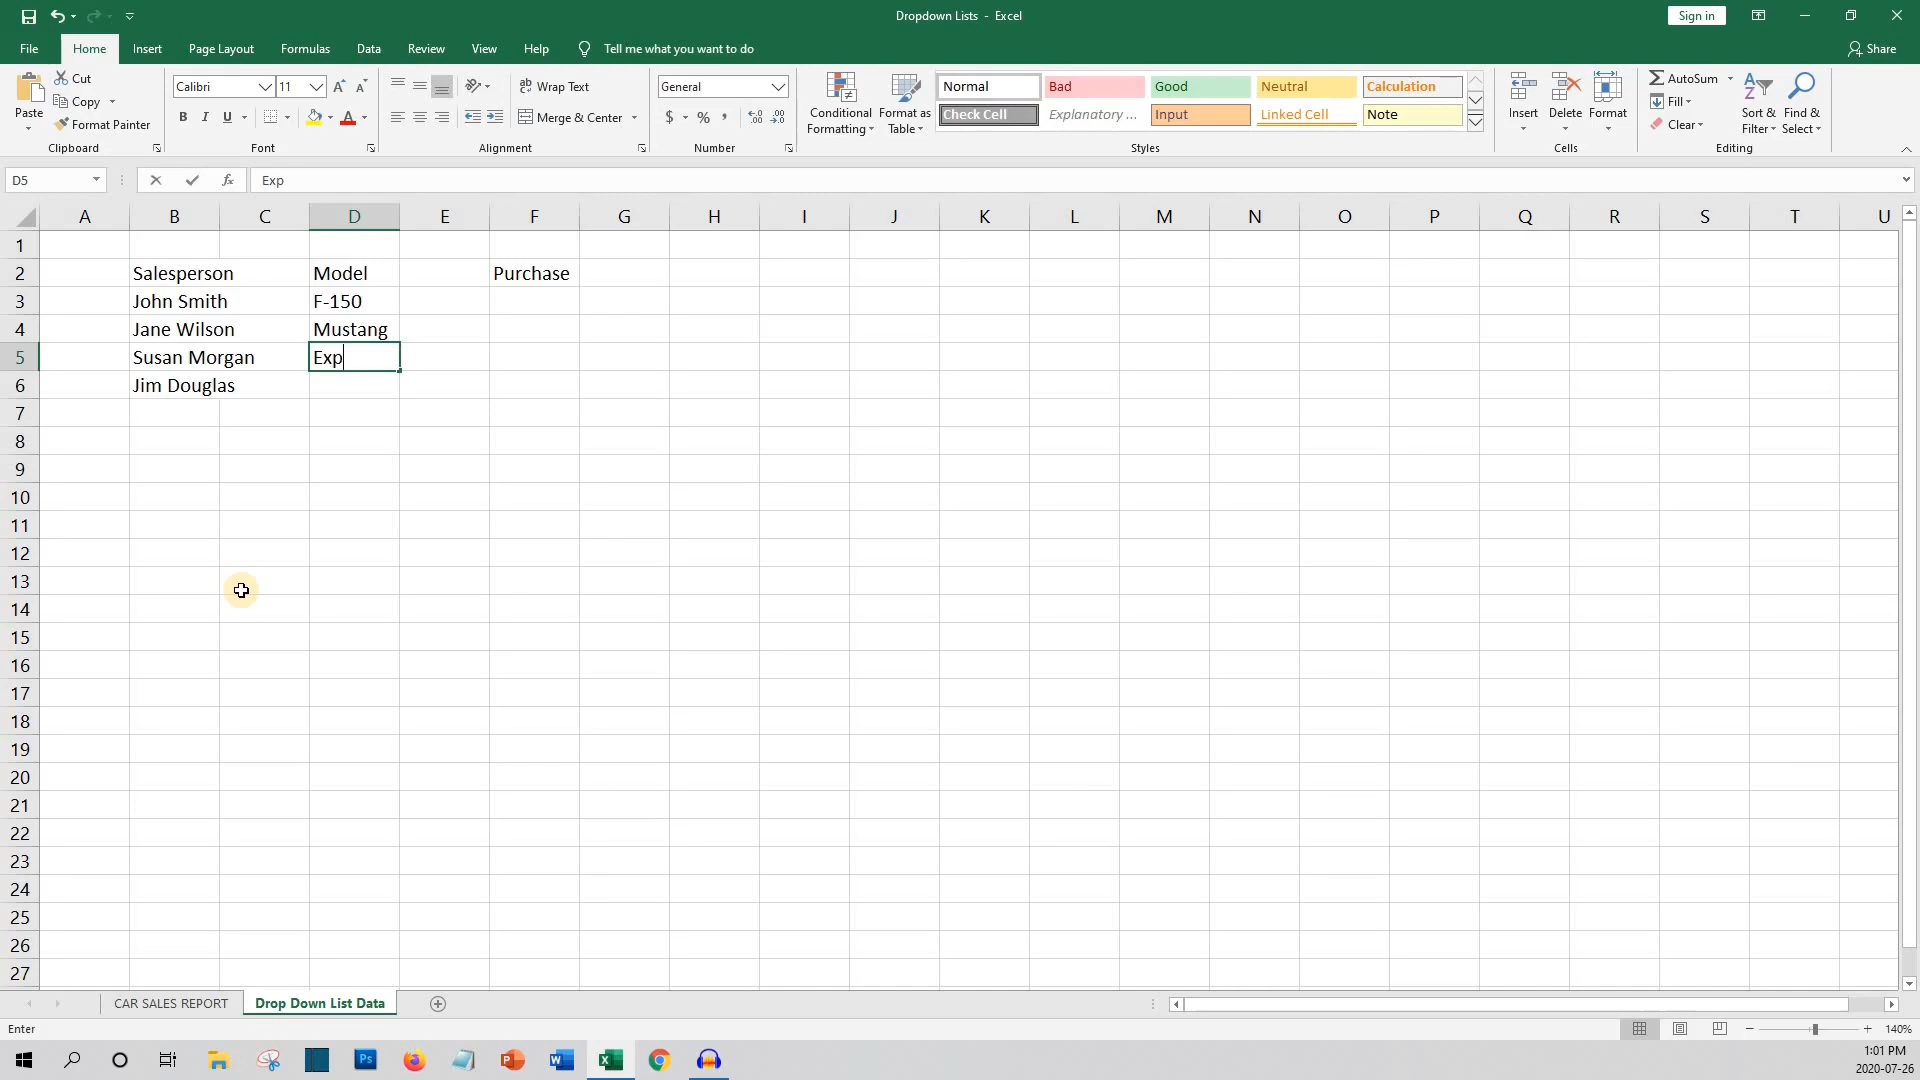 Dropdown Lists - Excel
Sign in
File Home Insert Page Layout Formulas Data Review View Help Tell me what you want to do Share
Paste
Cut
Copy
Format Painter
Clipboard
Calibri 11 A A
B I U A
Font
ab Wrap Text
Merge & Center
Alignment
General
$ % , .00 .0
Number
Conditional Formatting
Format as Table
Normal Bad Good Neutral Calculation
Check Cell Explanatory ... Input Linked Cell Note
Styles
Insert Delete Format
Cells
AutoSum
Fill
Clear
Sort & Filter
Find & Select
Editing
D5 fx Exp
A B C D E F G H I J K L M N O P Q R S T U
1
2 Salesperson Model Purchase
3 John Smith F-150
4 Jane Wilson Mustang
5 Susan Morgan Exp
6 Jim Douglas
7
8
9
10
11
12
13
14
15
16
17
18
19
20
21
22
23
24
25
26
27
CAR SALES REPORT Drop Down List Data
Enter 140%
Ps P W X
1:01 PM
2020-07-26